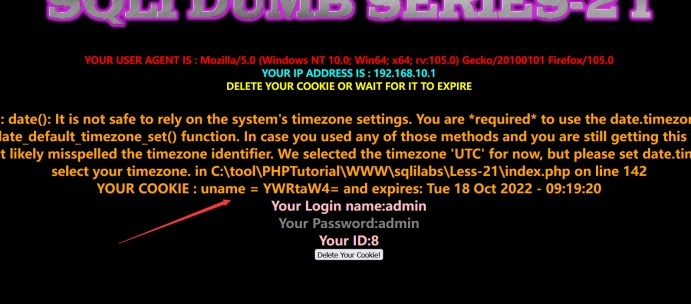 SQLI DUMB SERIES-21
YOUR USER AGENT IS : Mozilla/5.0 (Windows NT 10.0; Win64; x64; rv:105.0) Gecko/20100101 Firefox/105.0
YOUR IP ADDRESS IS : 192.168.10.1
DELETE YOUR COOKIE OR WAIT FOR IT TO EXPIRE
: date(): It is not safe to rely on the system's timezone settings. You are *required* to use the date.timezon
ate_default_timezone_set() function. In case you used any of those methods and you are still getting this
t likely misspelled the timezone identifier. We selected the timezone 'UTC' for now, but please set date.tim
select your timezone. in C:\tool\PHPTutorial\WWW\sqlilabs\Less-21\index.php on line 142
YOUR COOKIE : uname = YWRtaW4= and expires: Tue 18 Oct 2022 - 09:19:20
Your Login name:admin
Your Password:admin
Your ID:8
Delete Your Cookie!